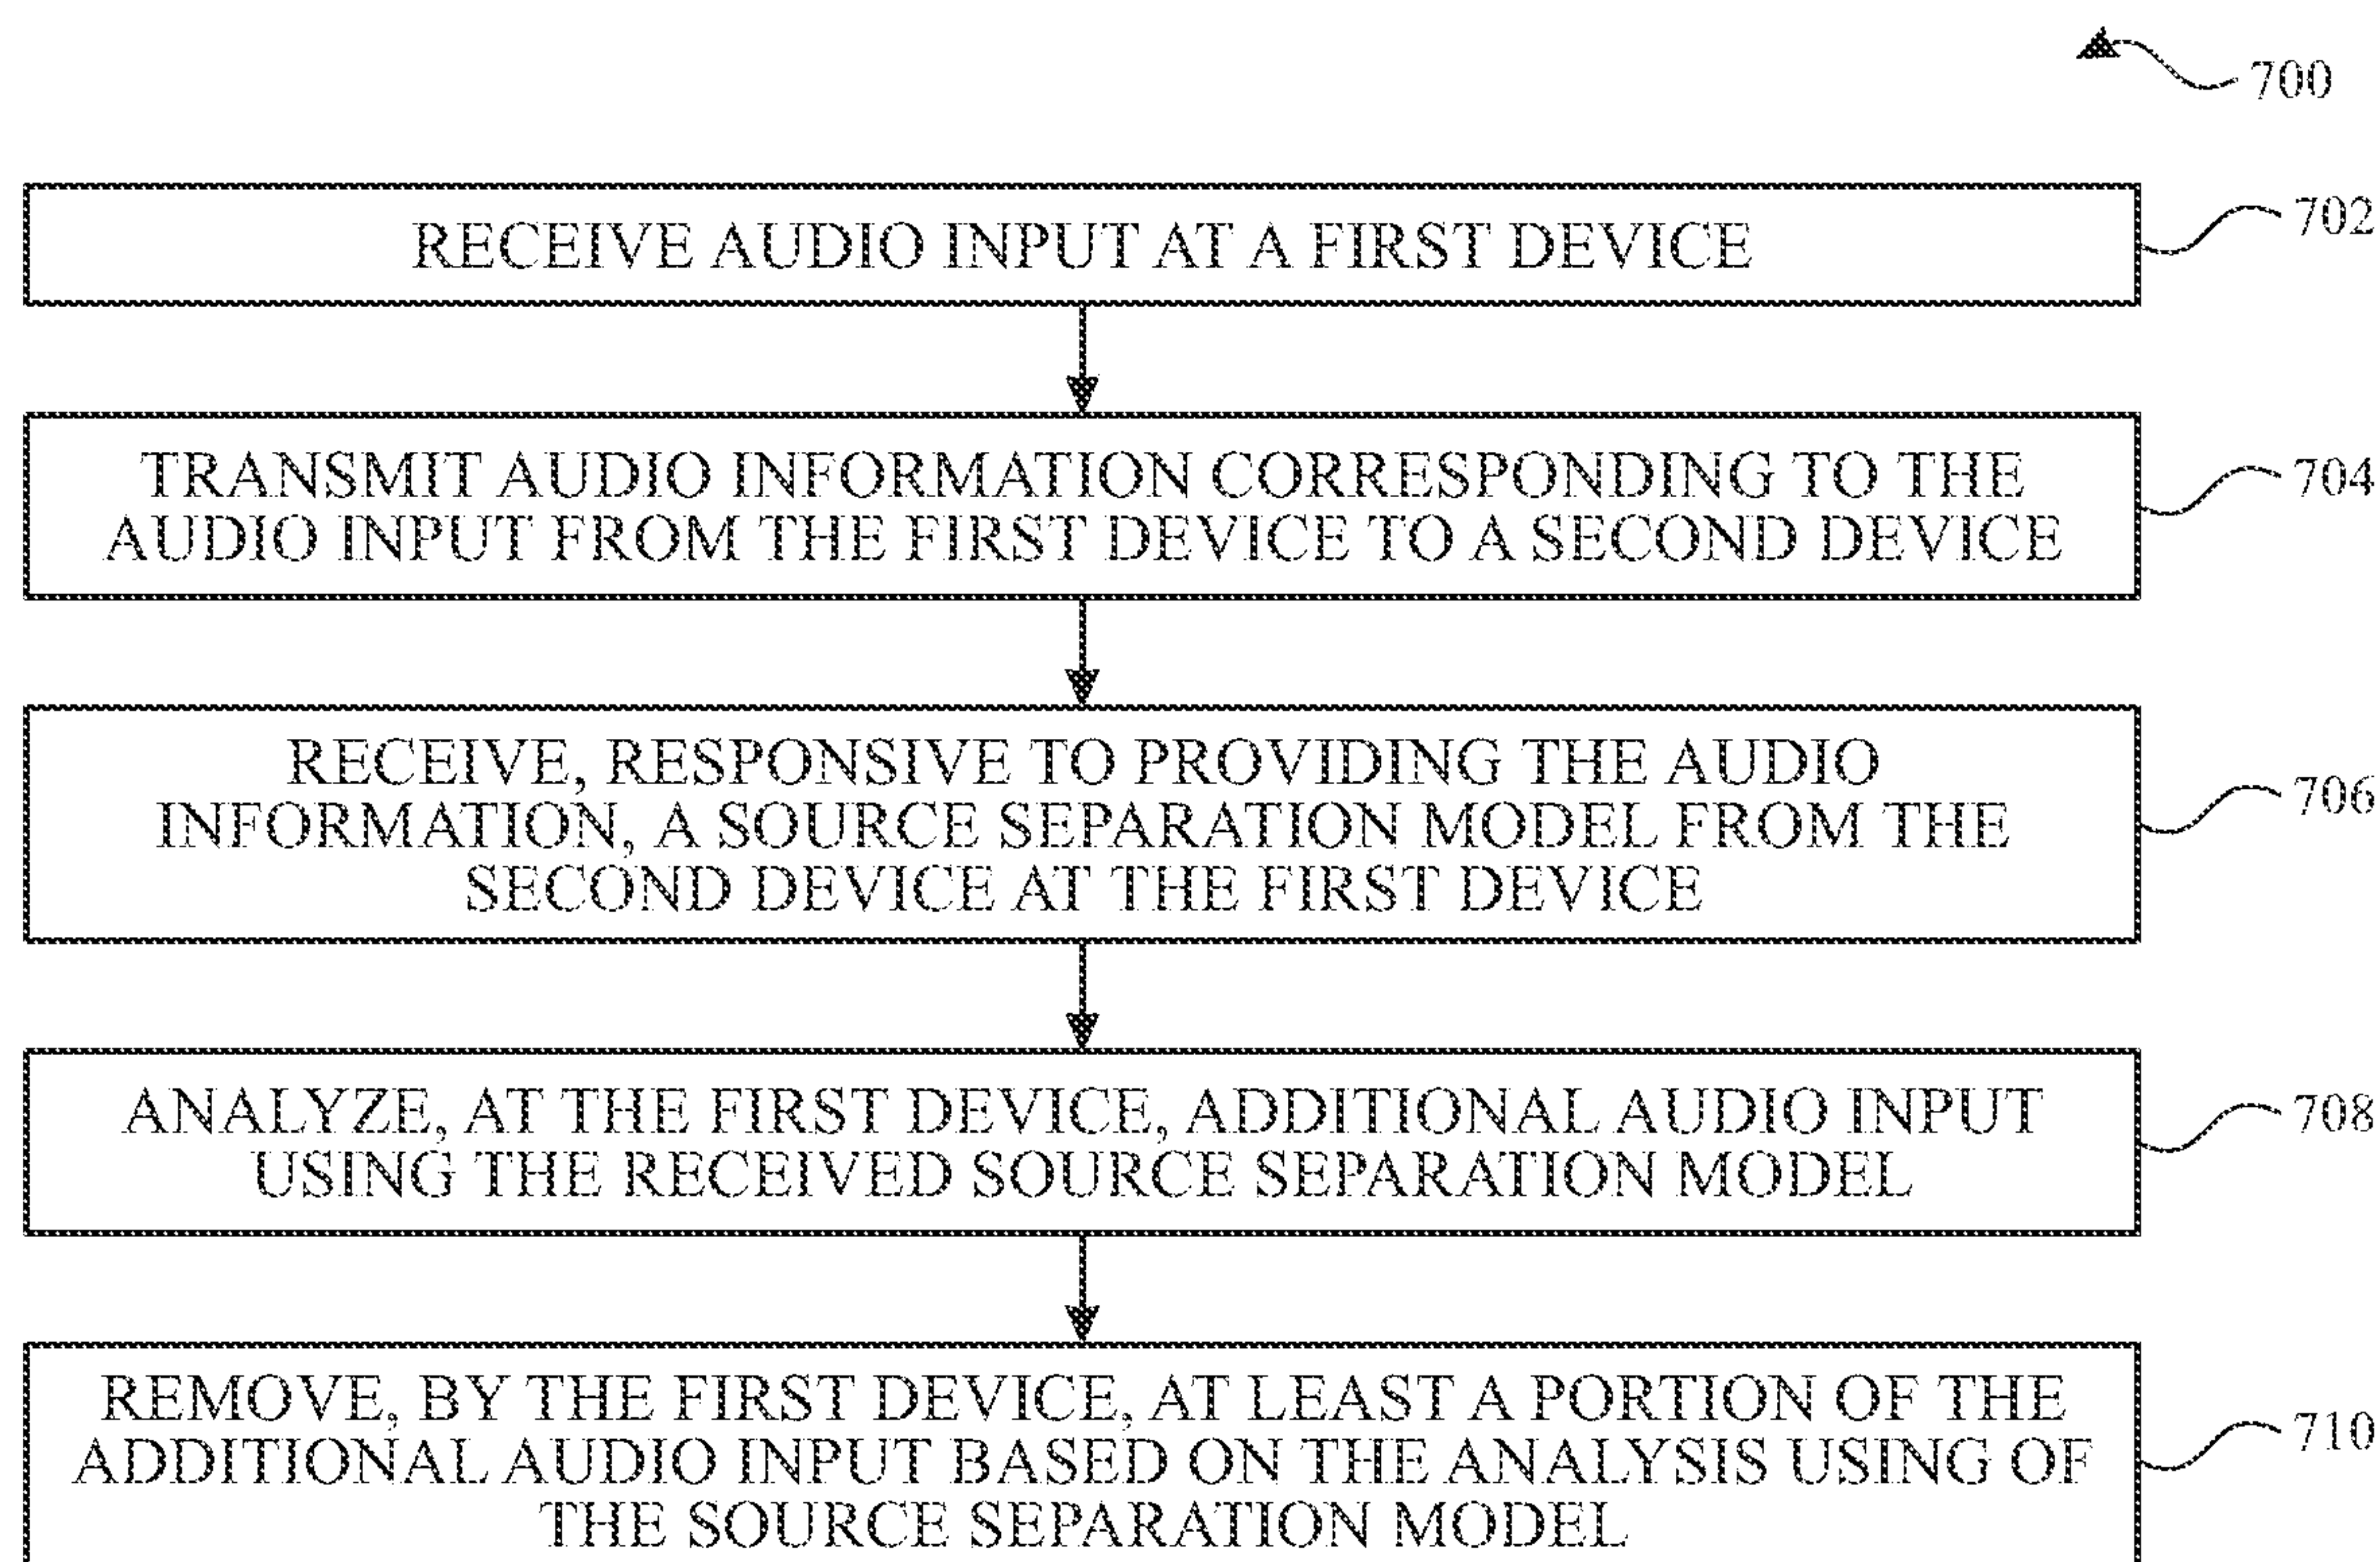 700
RECEIVE AUDIO INPUT AT A FIRST DEVICE
702
TRANSMIT AUDIO INFORMATION CORRESPONDING TO THE
AUDIO INPUT FROM THE FIRST DEVICE TO A SECOND DEVICE
704
RECEIVE, RESPONSIVE TO PROVIDING THE AUDIO
INFORMATION, A SOURCE SEPARATION MODEL FROM THE
SECOND DEVICE AT THE FIRST DEVICE
706
ANALYZE, AT THE FIRST DEVICE, ADDITIONAL AUDIO INPUT
USING THE RECEIVED SOURCE SEPARATION MODEL
708
REMOVE, BY THE FIRST DEVICE, AT LEAST A PORTION OF THE
ADDITIONAL AUDIO INPUT BASED ON THE ANALYSIS USING OF
THE SOURCE SEPARATION MODEL
710